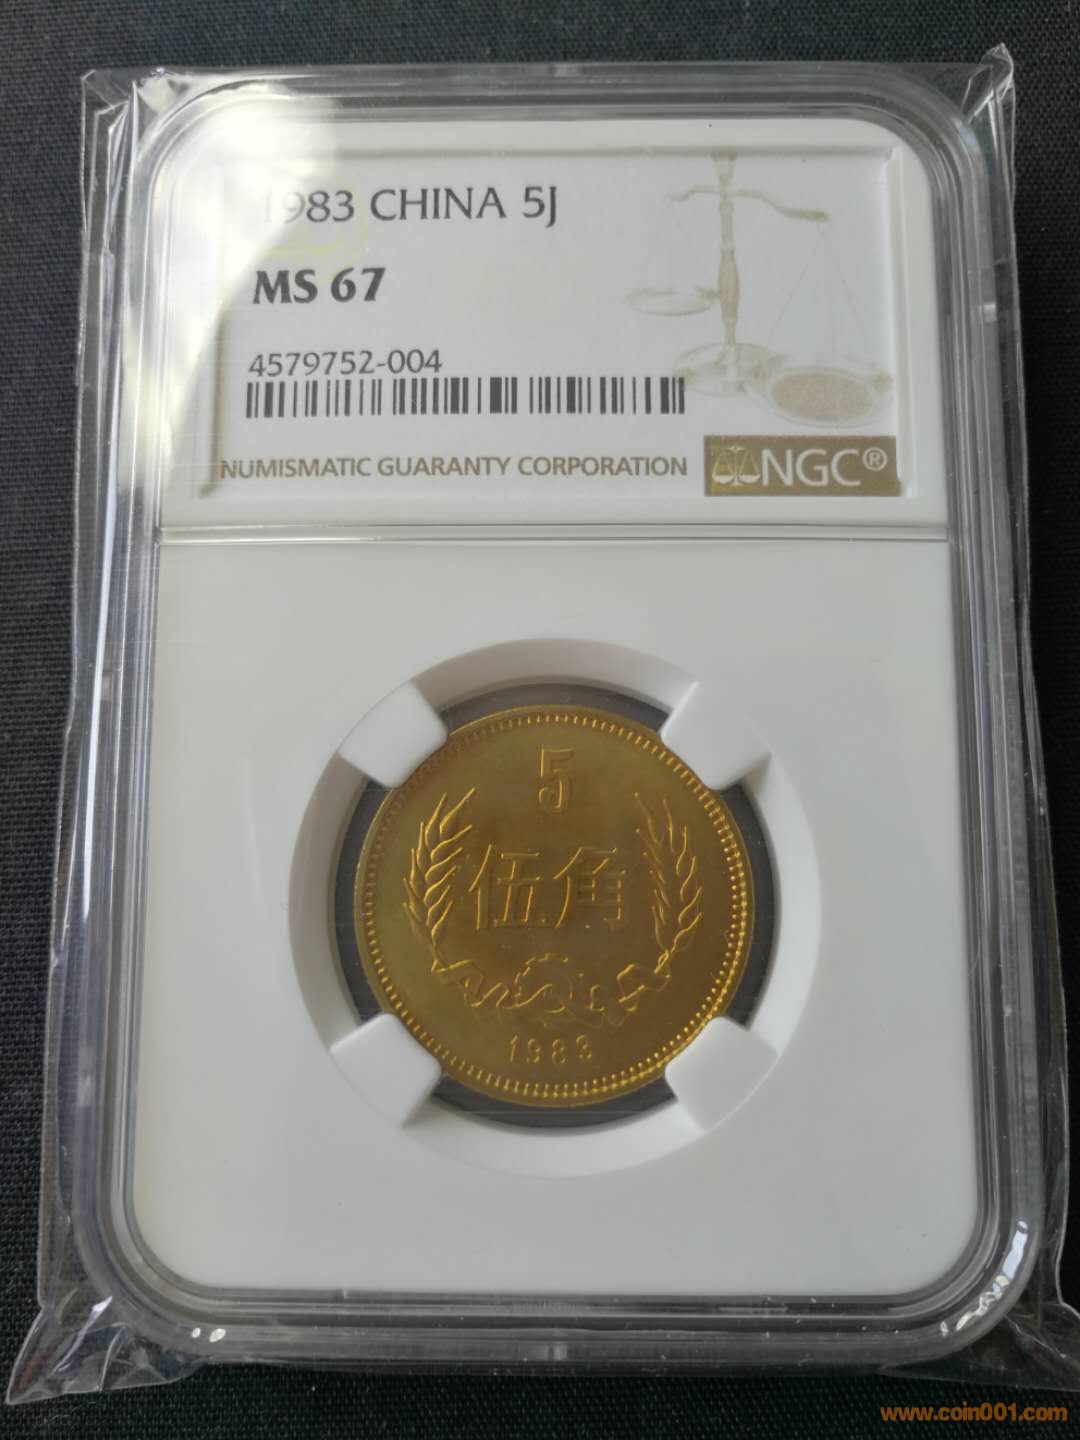 1983 CHINA 5J
MS 67
4579752-004
NUMISMATIC GUARANTY CORPORATION NGC®
5
伍角
1983
www.coin001.com